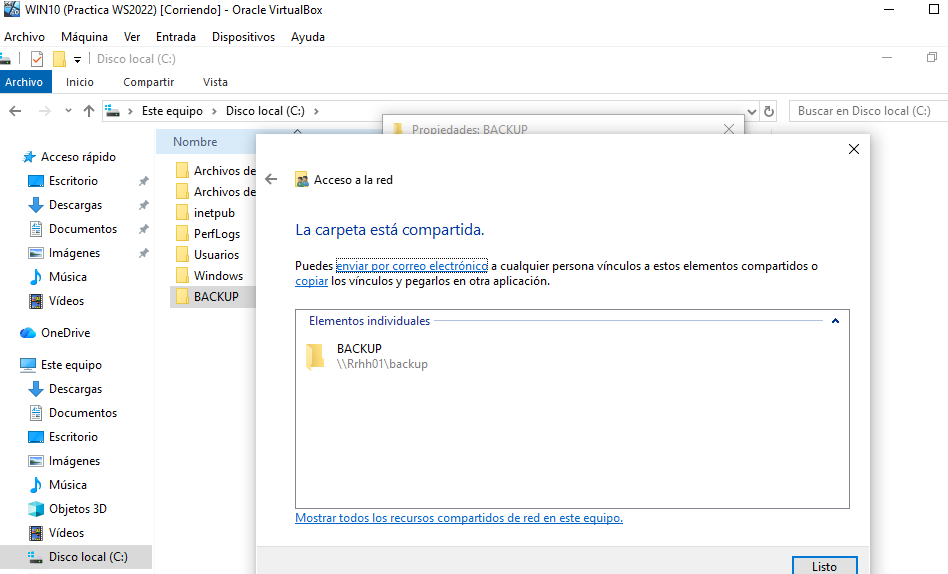 WIN10 (Practica WS2022) [Corriendo] - Oracle VirtualBox
Archivo Máquina Ver Entrada Dispositivos Ayuda
Disco local (C:)
Archivo Inicio Compartir Vista
Este equipo Disco local (C:)
Buscar en Disco local (C:)
Propiedades: BACKUP
Acceso rápido
Escritorio
Descargas
Documentos
Imágenes
Música
Vídeos
OneDrive
Este equipo
Descargas
Documentos
Escritorio
Imágenes
Música
Objetos 3D
Vídeos
Disco local (C:)
Nombre
Archivos de
Archivos de
inetpub
PerfLogs
Usuarios
Windows
BACKUP
Acceso a la red
La carpeta está compartida.
Puedes enviar por correo electrónico a cualquier persona vínculos a estos elementos compartidos o
copiar los vínculos y pegarlos en otra aplicación.
Elementos individuales
BACKUP
\\Rrhh01\backup
Mostrar todos los recursos compartidos de red en este equipo.
Listo